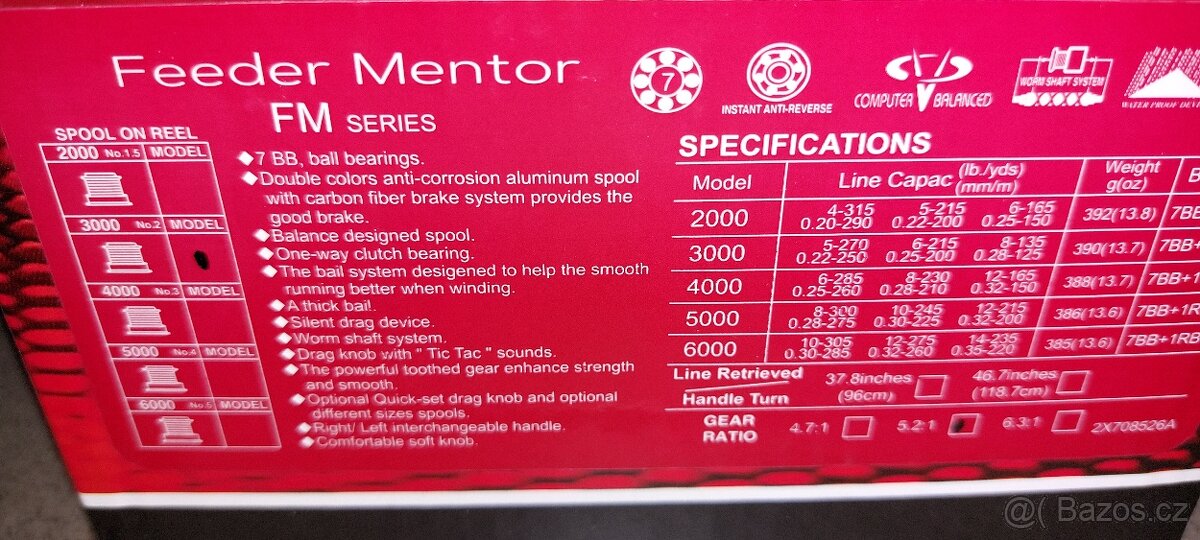 Feeder Mentor
FM SERIES
7
INSTANT ANTI-REVERSE
COMPUTER BALANCED
WORM SHAFT SYSTEM
WATER PROOF
SPOOL ON REEL
2000 No.1.5 MODEL
3000 No.2 MODEL
4000 No.3 MODEL
5000 No.4 MODEL
6000 No.5 MODEL
◆7 BB, ball bearings.
◆Double colors anti-corrosion aluminum spool
with carbon fiber brake system provides the
good brake.
◆Balance designed spool.
◆One-way clutch bearing.
◆The bail system desigened to help the smooth
running better when winding.
◆A thick bail.
◆Silent drag device.
◆Worm shaft system.
◆Drag knob with " Tic Tac " sounds.
◆The powerful toothed gear enhance strength
and smooth.
◆Optional Quick-set drag knob and optional
different sizes spools.
◆Right/ Left interchangeable handle.
◆Comfortable soft knob.
SPECIFICATIONS
Model Line Capac (lb./yds) (mm/m) Weight g(oz)
2000 4-315 5-215 6-165 392(13.8) 7BB
0.20-290 0.22-200 0.25-150
3000 5-270 6-215 8-135 390(13.7) 7BB+
0.22-250 0.25-200 0.28-125
4000 6-285 8-230 12-165 388(13.7) 7BB+1
0.25-260 0.28-210 0.32-150
5000 8-300 10-245 12-215 386(13.6) 7BB+1R
0.28-275 0.30-225 0.32-200
6000 10-305 12-275 14-235 385(13.6) 7BB+1RB
0.30-285 0.32-260 0.35-220
Line Retrieved 37.8inches 46.7inches
Handle Turn (96cm) (118.7cm)
GEAR RATIO 4.7:1 5.2:1 6.3:1 2X708526A
@( Bazos.cz